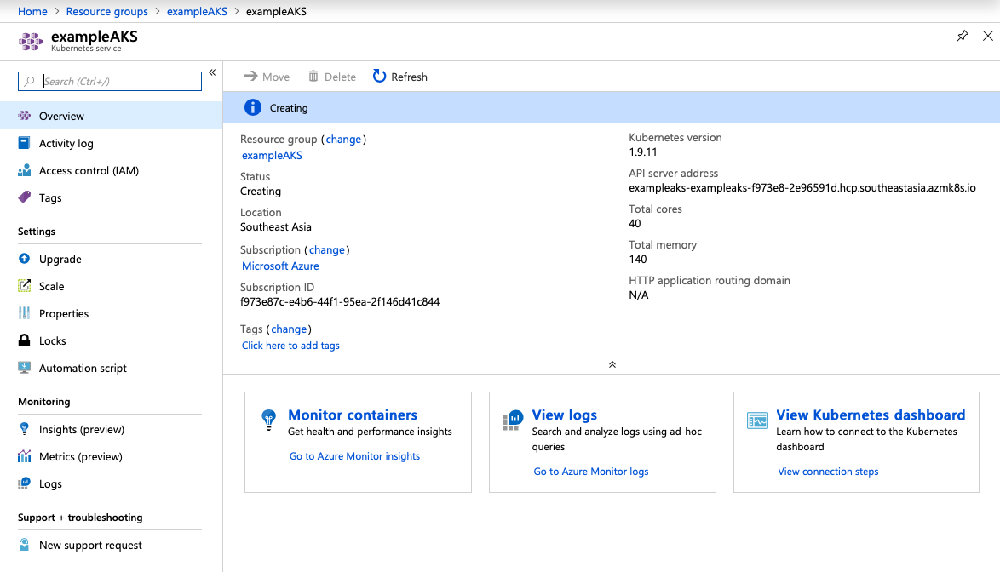 Home > Resource groups > exampleAKS > exampleAKS
exampleAKS
Kubernetes service
Search (Ctrl+/)
«
Overview
Activity log
Access control (IAM)
Tags
Settings
Upgrade
Scale
Properties
Locks
Automation script
Monitoring
Insights (preview)
Metrics (preview)
Logs
Support + troubleshooting
New support request
Move Delete Refresh
Creating
Resource group (change)
exampleAKS
Status
Creating
Location
Southeast Asia
Subscription (change)
Microsoft Azure
Subscription ID
f973e87c-e4b6-44f1-95ea-2f146d41c844
Tags (change)
Click here to add tags
Kubernetes version
1.9.11
API server address
exampleaks-exampleaks-f973e8-2e96591d.hcp.southeastasia.azmk8s.io
Total cores
40
Total memory
140
HTTP application routing domain
N/A
Monitor containers
Get health and performance insights
Go to Azure Monitor insights
View logs
Search and analyze logs using ad-hoc
queries
Go to Azure Monitor logs
View Kubernetes dashboard
Learn how to connect to the Kubernetes
dashboard
View connection steps